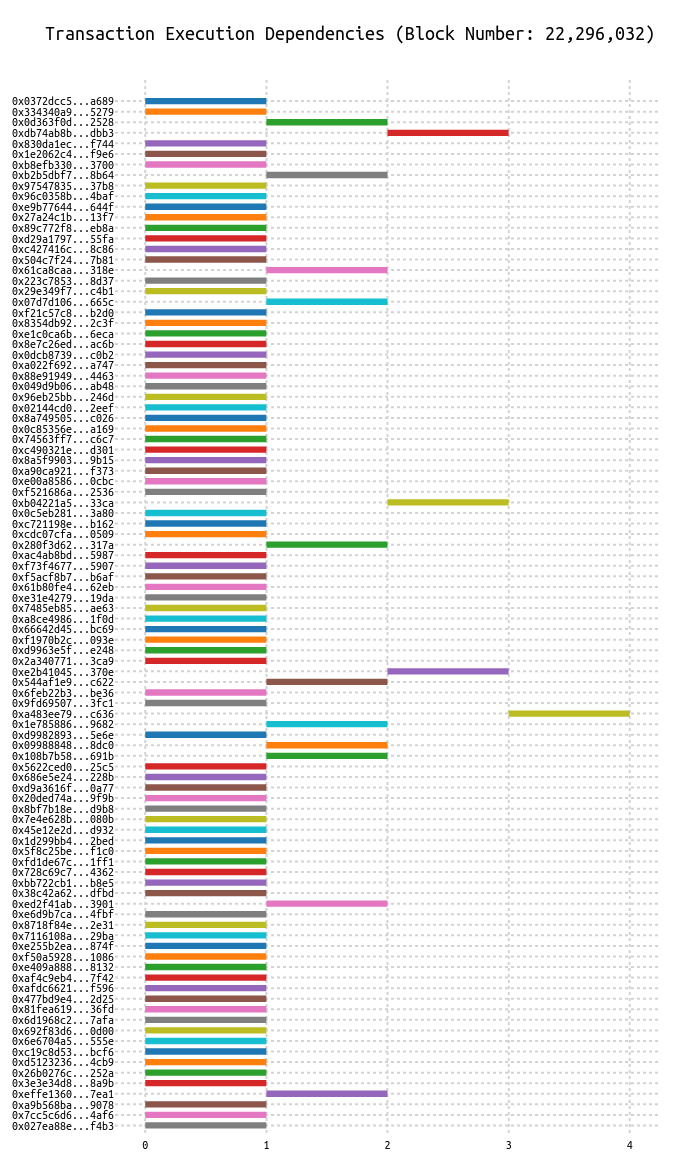 Transaction Execution Dependencies (Block Number: 22,296,032)
0x0372dcc5...a689
0x334340a9...5279
0x0d363f0d...2528
0xdb74ab8b...dbb3
0x830da1ec...f744
0x1e2062c4...f9e6
0xb8efb330...3700
0xb2b5dbf7...8b64
0x97547835...37b8
0x96c0358b...4baf
0xe9b77644...644f
0x27a24c1b...13f7
0x89c772f8...eb8a
0xd29a1797...55fa
0xc427416c...8c86
0x504c7f24...7b81
0x61ca8caa...318e
0x223c7853...8d37
0x29e349f7...c4b1
0x07d7d106...665c
0xf21c57c8...b2d0
0x8354db92...2c3f
0xe1c0ca6b...6eca
0x8e7c26ed...ac6b
0x0dcb8739...c0b2
0xa022f692...a747
0x88e91949...4463
0x049d9b06...ab48
0x96eb25bb...246d
0x02144cd0...2eef
0x8a749505...c026
0x0c85356e...a169
0x74563ff7...c6c7
0xc490321e...d301
0x8a5f9903...9b15
0xa90ca921...f373
0xe00a8586...0cbc
0xf521686a...2536
0xb04221a5...33ca
0x0c5eb281...3a80
0xc721198e...b162
0xcdc07cfa...0509
0x280f3d62...317a
0xac4ab8bd...5987
0xf73f4677...5907
0xf5acf8b7...b6af
0x61b80fe4...62eb
0xe31e4279...19da
0x7485eb85...ae63
0xa8ce4986...1f0d
0x66642d45...bc69
0xf1970b2c...093e
0xd9963e5f...e248
0x2a340771...3ca9
0xe2b41045...370e
0x544af1e9...c622
0x6feb22b3...be36
0x9fd69507...3fc1
0xa483ee79...c636
0x1e785886...9682
0xd9982893...5e6e
0x09988848...8dc0
0x108b7b58...691b
0x5622ced0...25c5
0x686e5e24...228b
0xd9a3616f...0a77
0x20ded74a...9f9b
0x8bf7b18e...d9b8
0x7e4e628b...080b
0x45e12e2d...d932
0x1d299bb4...2bed
0x5f8c25be...f1c0
0xfd1de67c...1ff1
0x728c69c7...4362
0xbb722cb1...b8e5
0x38c42a62...dfbd
0xed2f41ab...3901
0xe6d9b7ca...4fbf
0x8718f84e...2e31
0x7116108a...29ba
0xe255b2ea...874f
0xf50a5928...1086
0xe409a888...8132
0xaf4c9eb4...7f42
0xafdc6621...f596
0x477bd9e4...2d25
0x81fea619...36fd
0x6d1968c2...7afa
0x692f83d6...0d00
0x6e6704a5...555e
0xc19c8d53...bcf6
0xd5123236...4cb9
0x26b0276c...252a
0x3e3e34d8...8a9b
0xeffe1360...7ea1
0xa9b568ba...9078
0x7cc5c6d6...4af6
0x027ea88e...f4b3
0 1 2 3 4